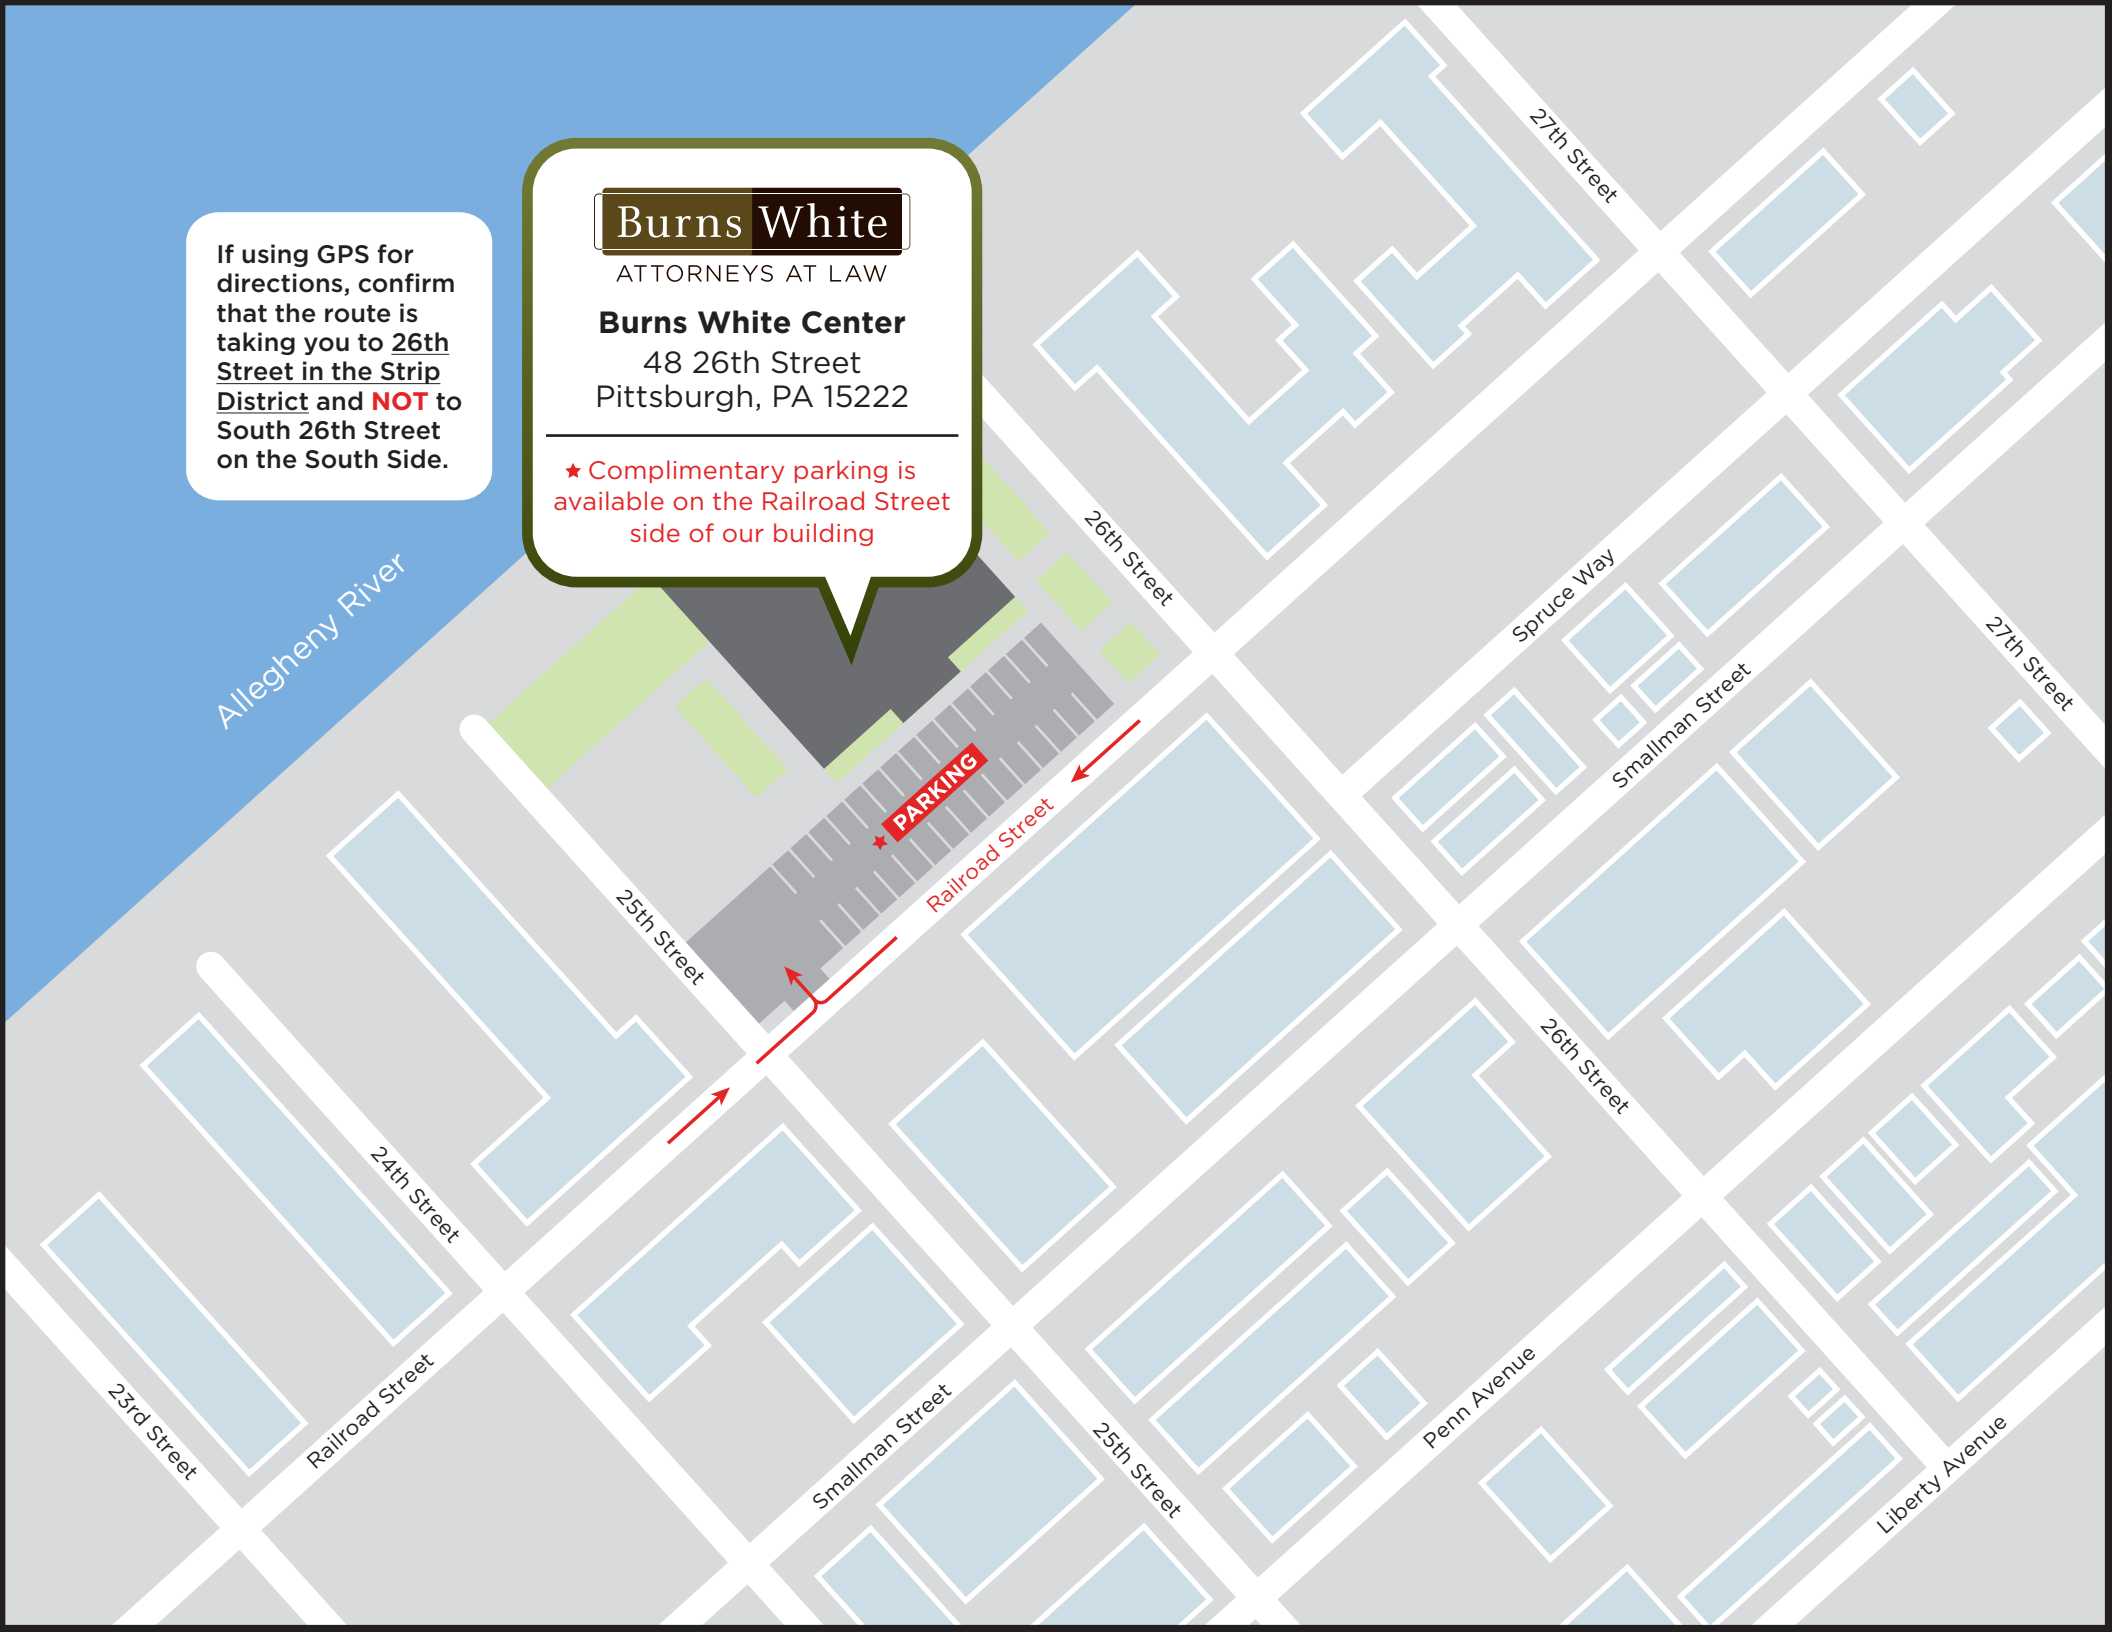 If using GPS for
directions, confirm
that the route is
taking you to 26th
Street in the Strip
District and NOT to
South 26th Street
on the South Side.
Burns White
ATTORNEYS AT LAW
Burns White Center
48 26th Street
Pittsburgh, PA 15222
★ Complimentary parking is
available on the Railroad Street
side of our building
27th Street
26th Street
Allegheny River
Spruce Way
27th Street
Smallman Street
PARKING
Railroad Street
25th Street
26th Street
24th Street
23rd Street
Railroad Street
Smallman Street
25th Street
Penn Avenue
Liberty Avenue